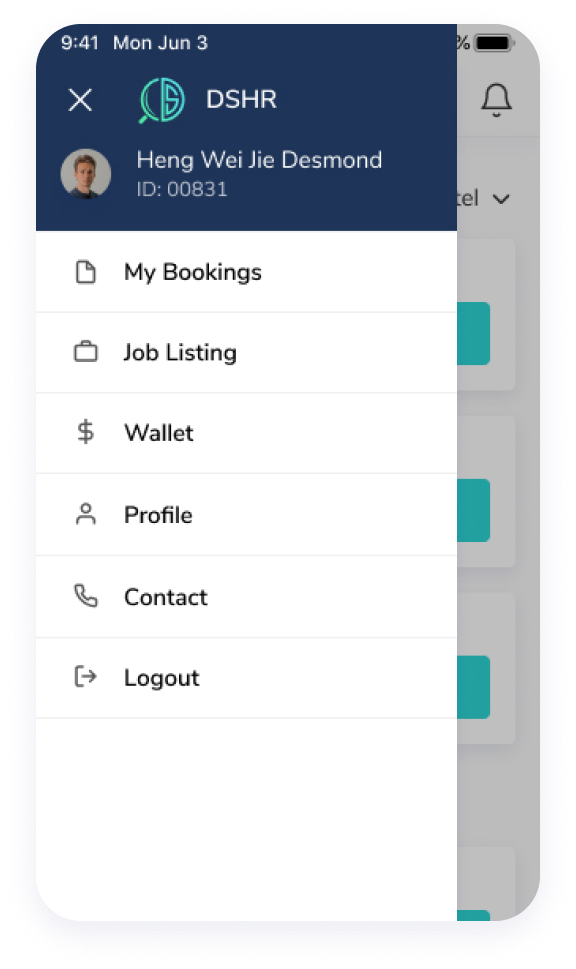 9:41 Mon Jun 3 %
DSHR
Heng Wei Jie Desmond
ID: 00831
tel
My Bookings
Job Listing
Wallet
Profile
Contact
Logout